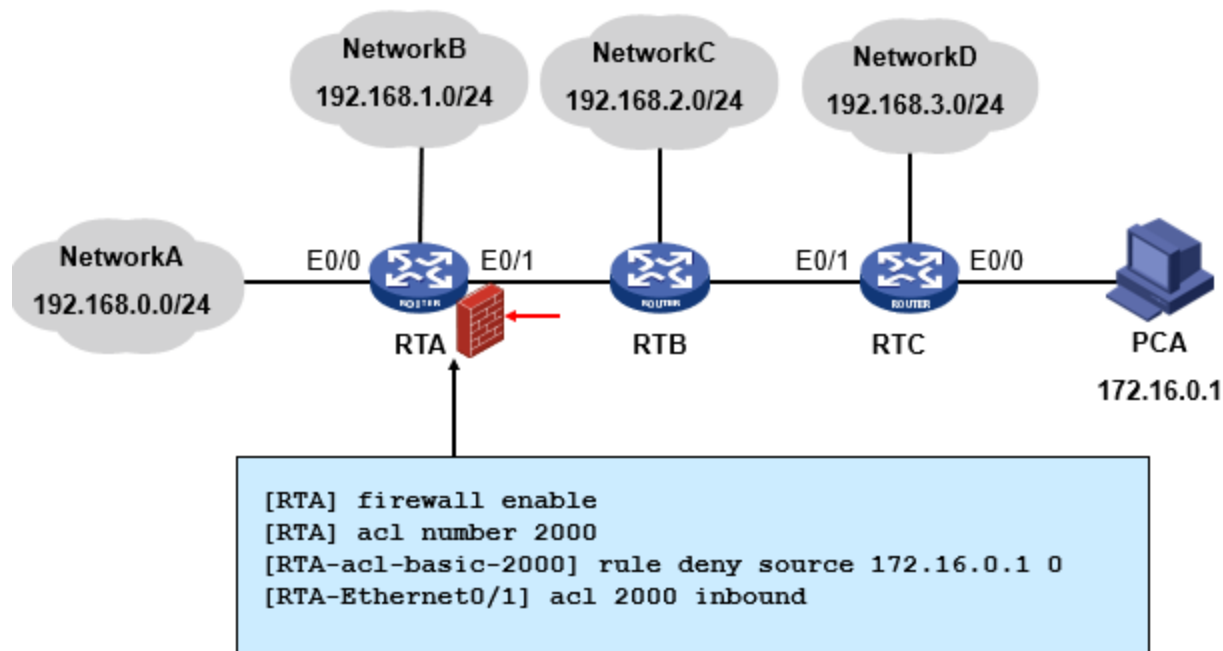 NetworkB
192.168.1.0/24
NetworkC
192.168.2.0/24
NetworkD
192.168.3.0/24
NetworkA
192.168.0.0/24
E0/0
ROUTER
E0/1
RTA
ROUTER
RTB
E0/1
ROUTER
E0/0
RTC
PCA
172.16.0.1
[RTA] firewall enable
[RTA] acl number 2000
[RTA-acl-basic-2000] rule deny source 172.16.0.1 0
[RTA-Ethernet0/1] acl 2000 inbound